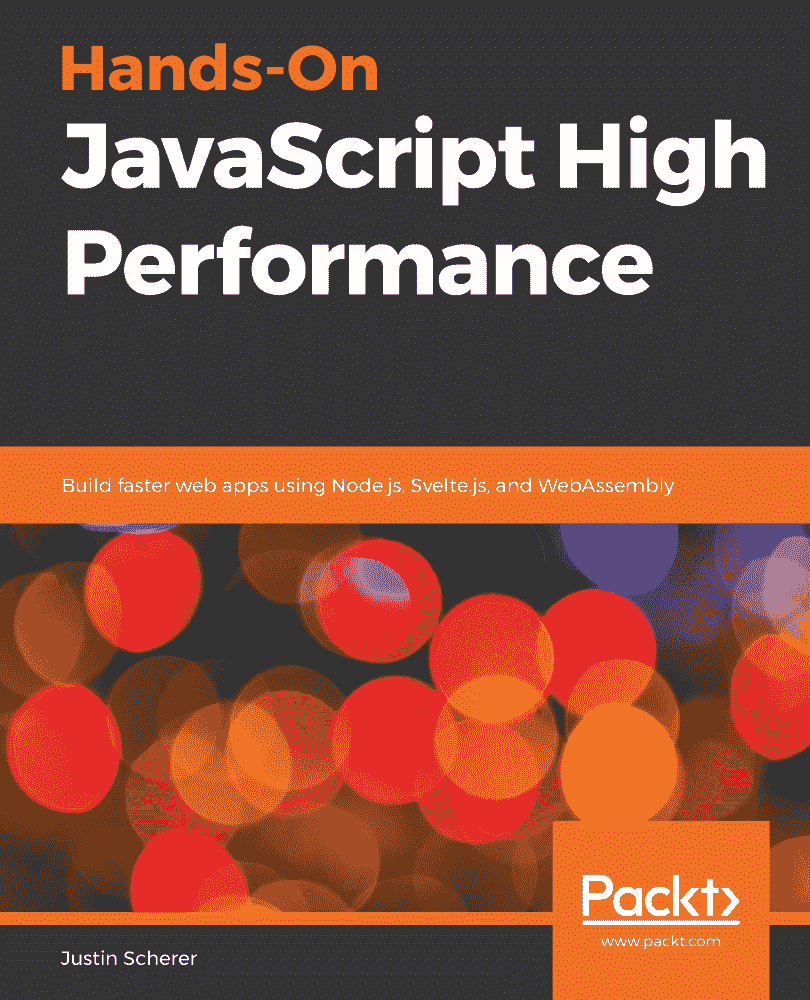 Hands-On
JavaScript High
Performance
Build faster web apps using Node.js, Svelte.js, and WebAssembly
Packt>
www.packt.com
Justin Scherer